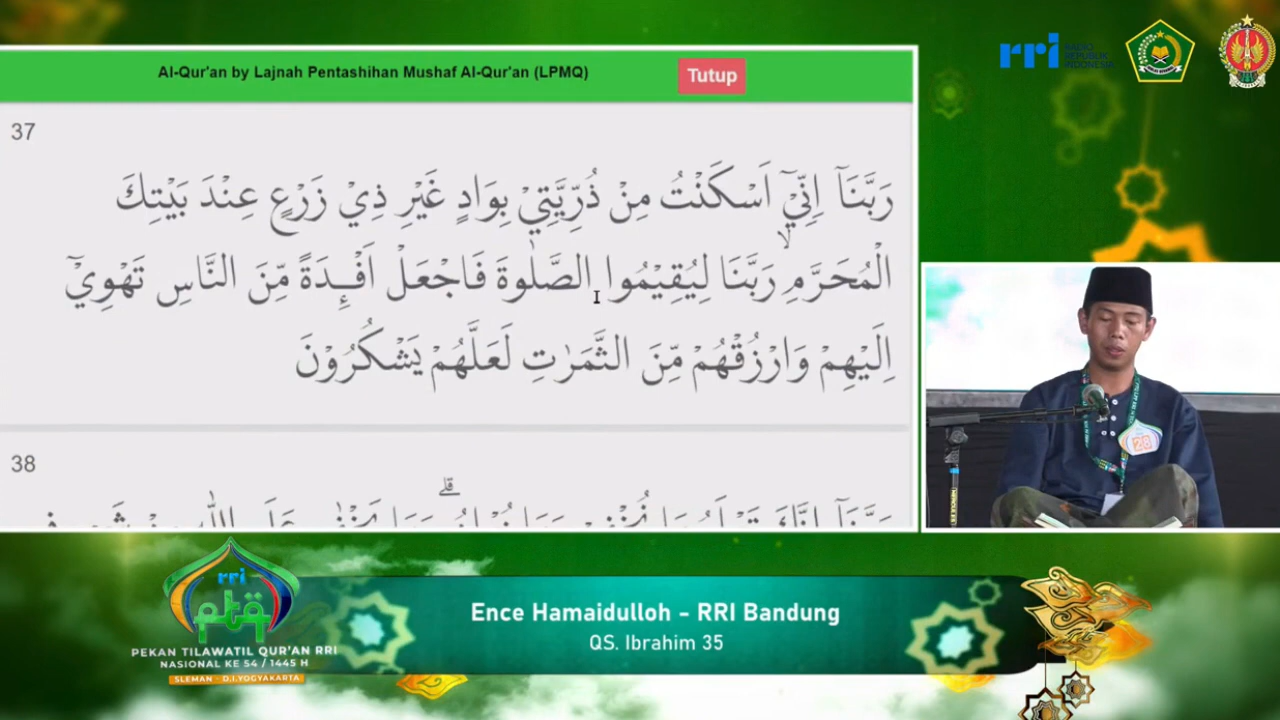 Al-Qur'an by Lajnah Pentashihan Mushaf Al-Qur'an (LPMQ)
Tutup
rri
RADIO
REPUBLIK
INDONESIA
37
رَبَّنَآ اِنِّيْٓ اَسْكَنْتُ مِنْ ذُرِّيَّتِيْ بِوَادٍ غَيْرِ ذِيْ زَرْعٍ عِنْدَ بَيْتِكَ
الْمُحَرَّمِۙ رَبَّنَا لِيُقِيْمُوا الصَّلٰوةَ فَاجْعَلْ اَفْـِٕدَةً مِّنَ النَّاسِ تَهْوِيْٓ
اِلَيْهِمْ وَارْزُقْهُمْ مِّنَ الثَّمَرٰتِ لَعَلَّهُمْ يَشْكُرُوْنَ
38
28
rri
ptq
PEKAN TILAWATIL QUR'AN RRI
NASIONAL KE 54 / 1445 H
SLEMAN - D.I.YOGYAKARTA
Ence Hamaidulloh - RRI Bandung
QS. Ibrahim 35